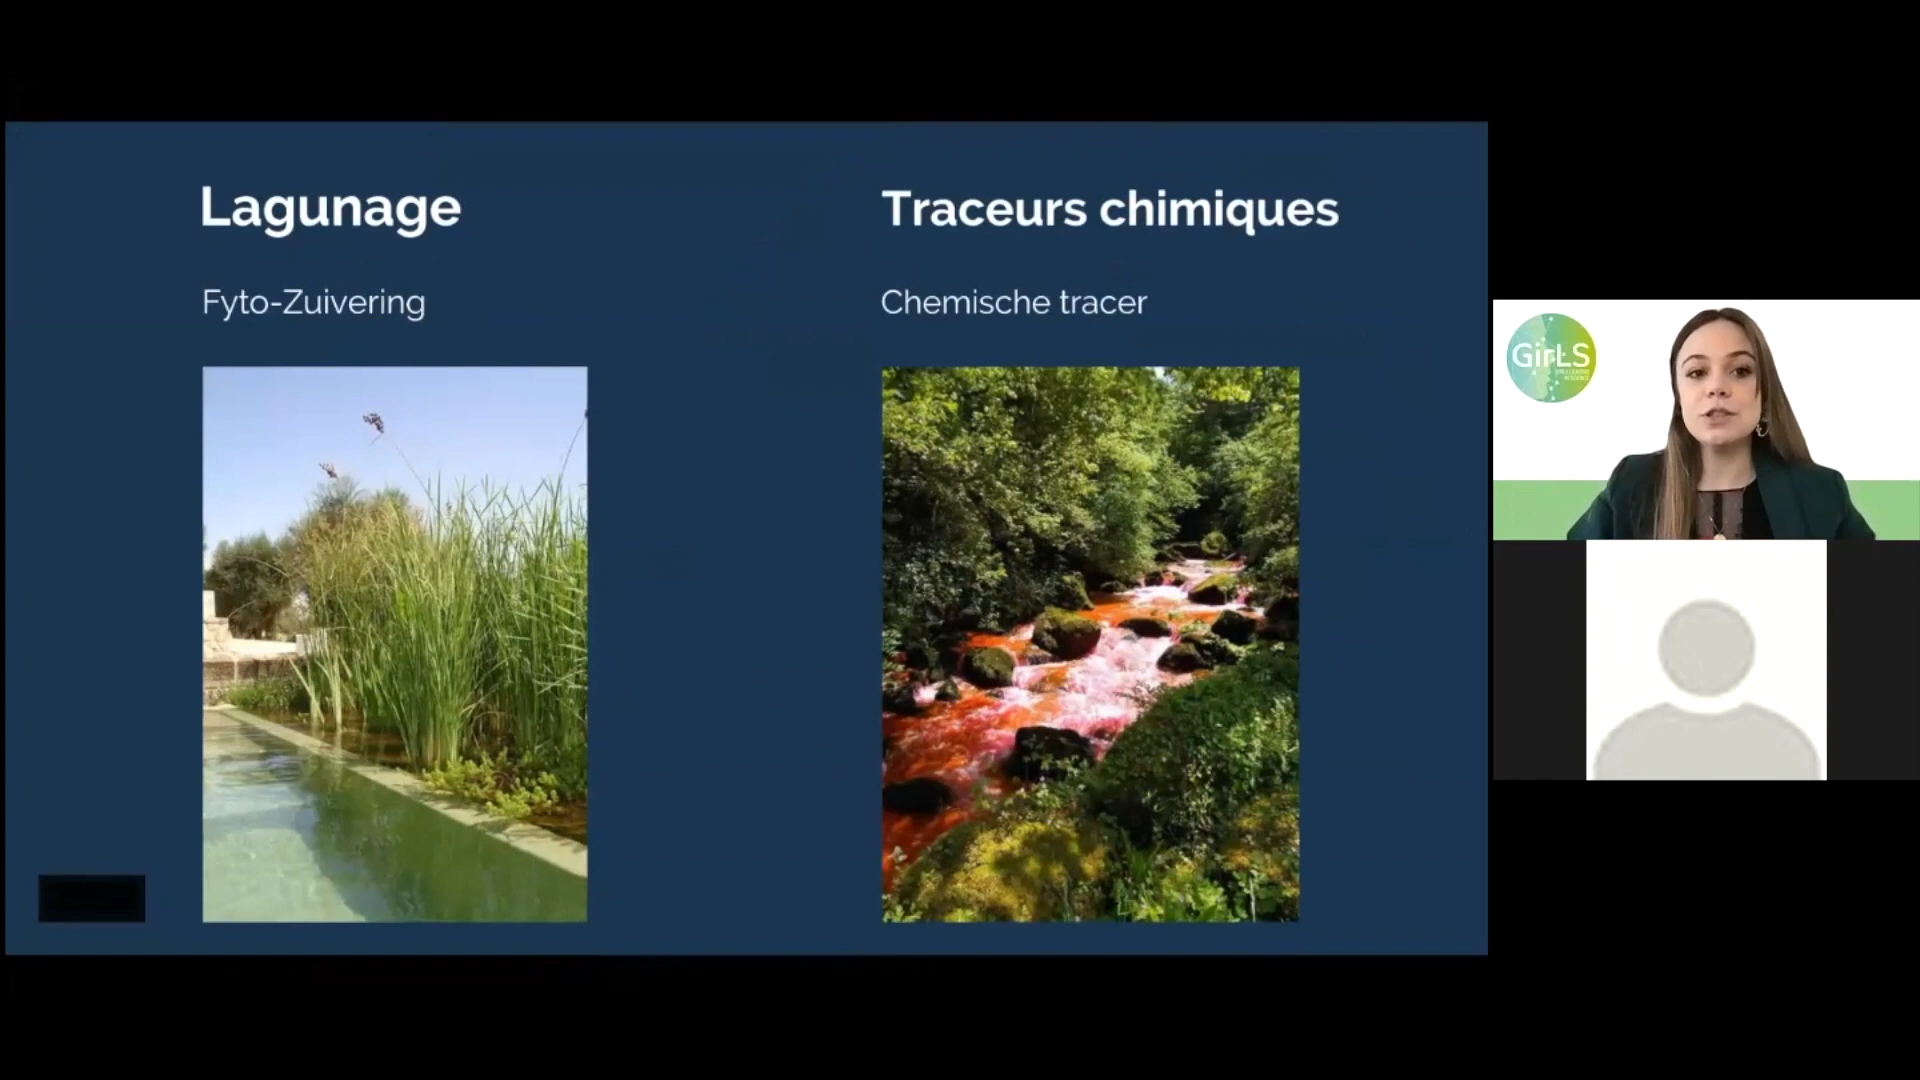 Lagunage
Fyto-Zuivering
Traceurs chimiques
Chemische tracer
GirLS